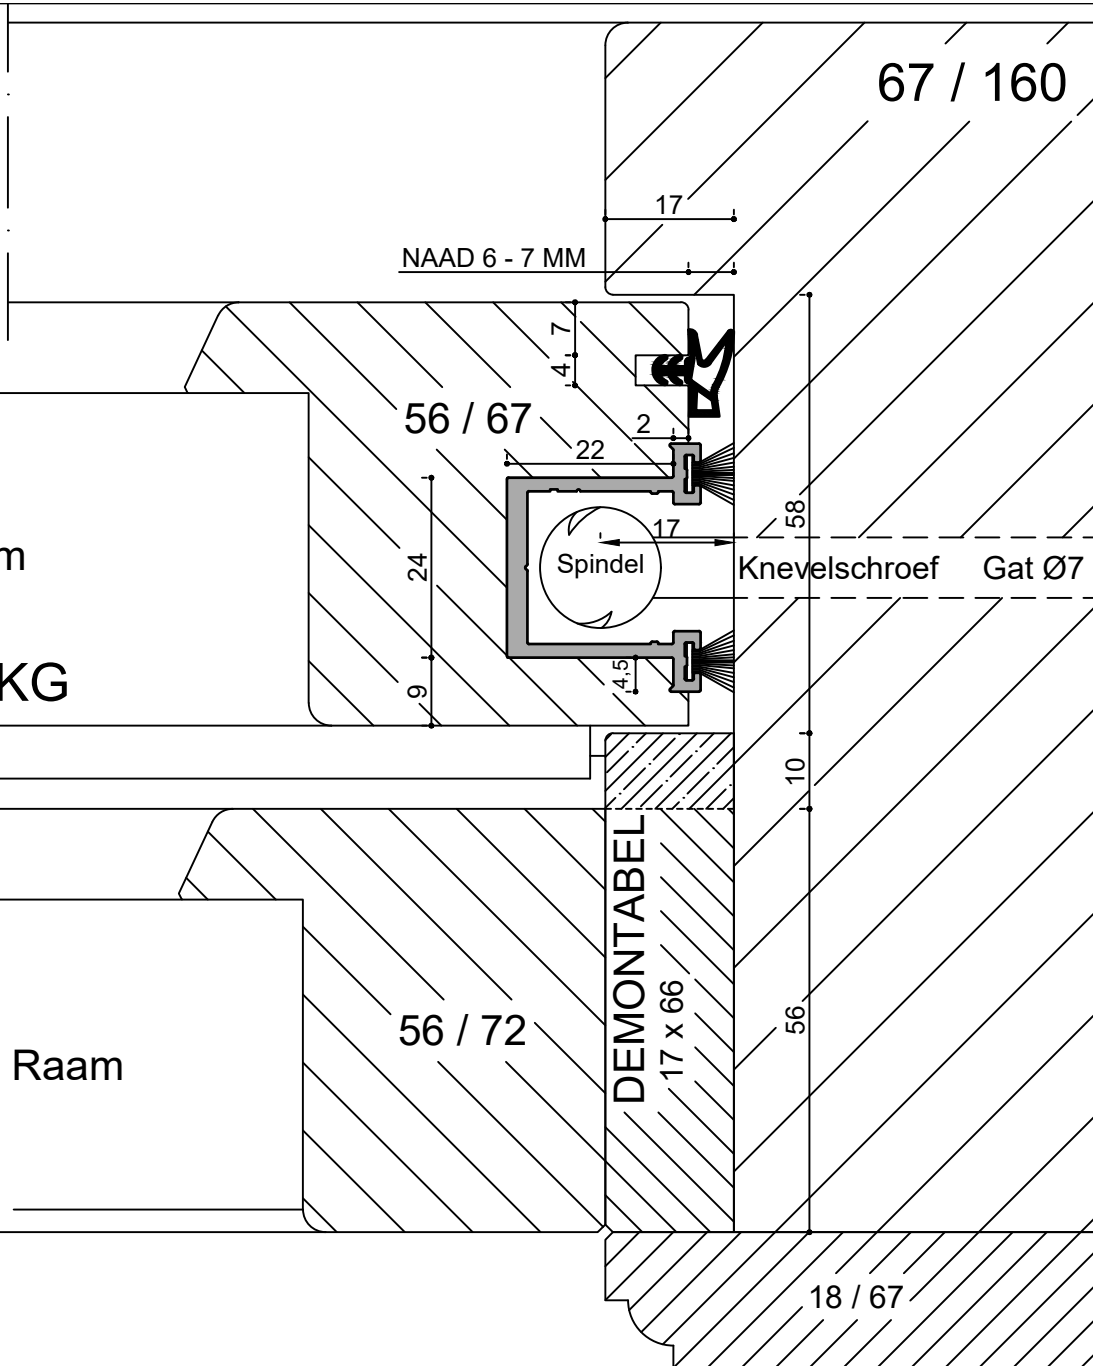 67 / 160
17
NAAD 6 - 7 MM
7
4
56 / 67
2
22
58
17
Spindel
Knevelschroef
Gat Ø7
m
24
KG
9
4,5
10
DEMONTABEL
17 x 66
56 / 72
56
Raam
18 / 67